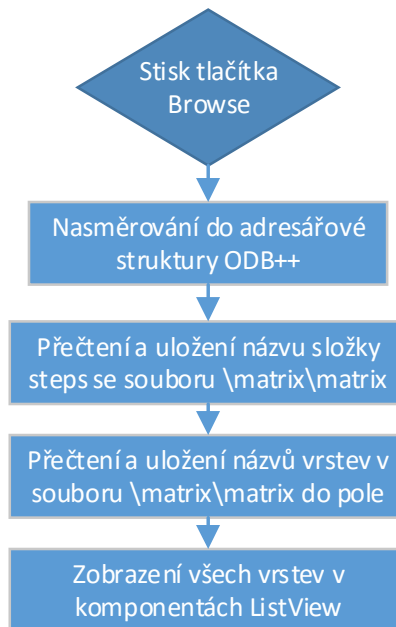 Stisk tlačítka
Browse
Nasměrování do adresářové
struktury ODB++
Přečtení a uložení názvu složky
steps se souboru \matrix\matrix
Přečtení a uložení názvů vrstev v
souboru \matrix\matrix do pole
Zobrazení všech vrstev v
komponentách ListView